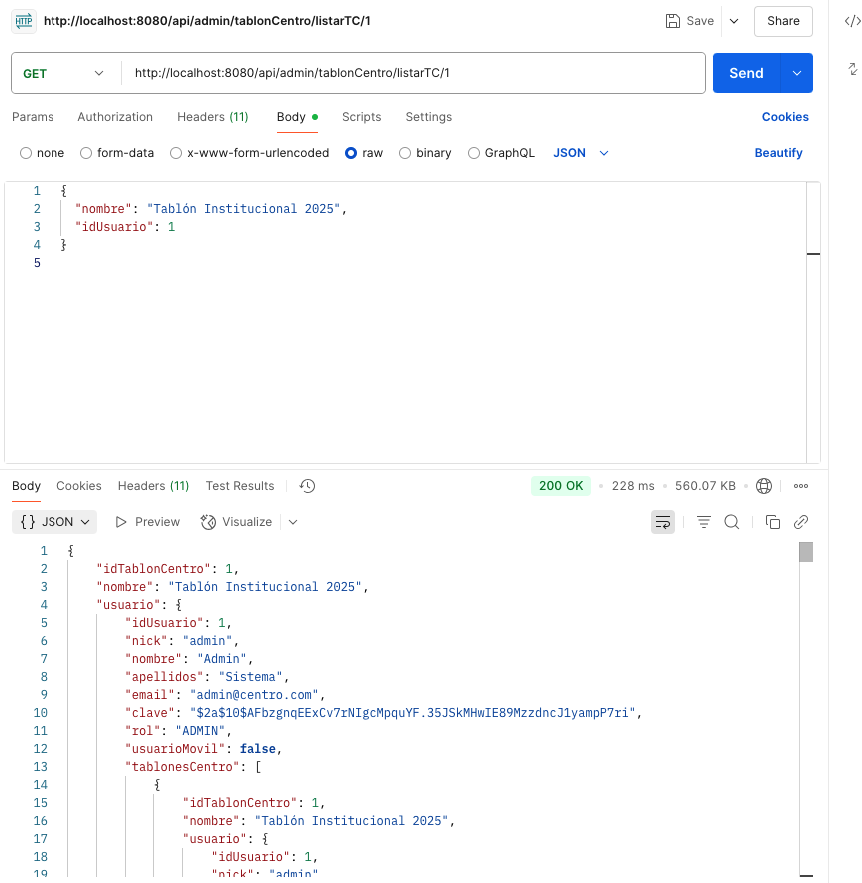 HTTP http://localhost:8080/api/admin/tablonCentro/listarTC/1 Save Share
GET http://localhost:8080/api/admin/tablonCentro/listarTC/1 Send
Params Authorization Headers (11) Body Scripts Settings Cookies
none form-data x-www-form-urlencoded raw binary GraphQL JSON Beautify
1 {
2 "nombre": "Tablón Institucional 2025",
3 "idUsuario": 1
4 }
5
Body Cookies Headers (11) Test Results 200 OK 228 ms 560.07 KB
{} JSON Preview Visualize
1 {
2 "idTablonCentro": 1,
3 "nombre": "Tablón Institucional 2025",
4 "usuario": {
5 "idUsuario": 1,
6 "nick": "admin",
7 "nombre": "Admin",
8 "apellidos": "Sistema",
9 "email": "admin@centro.com",
10 "clave": "$2a$10$AFbzgnqEExCv7rNIgcMpquYF.35JSkMHwIE89MzzdncJ1yampP7ri",
11 "rol": "ADMIN",
12 "usuarioMovil": false,
13 "tablonesCentro": [
14 {
15 "idTablonCentro": 1,
16 "nombre": "Tablón Institucional 2025",
17 "usuario": {
18 "idUsuario": 1,
19 "nick": "admin"